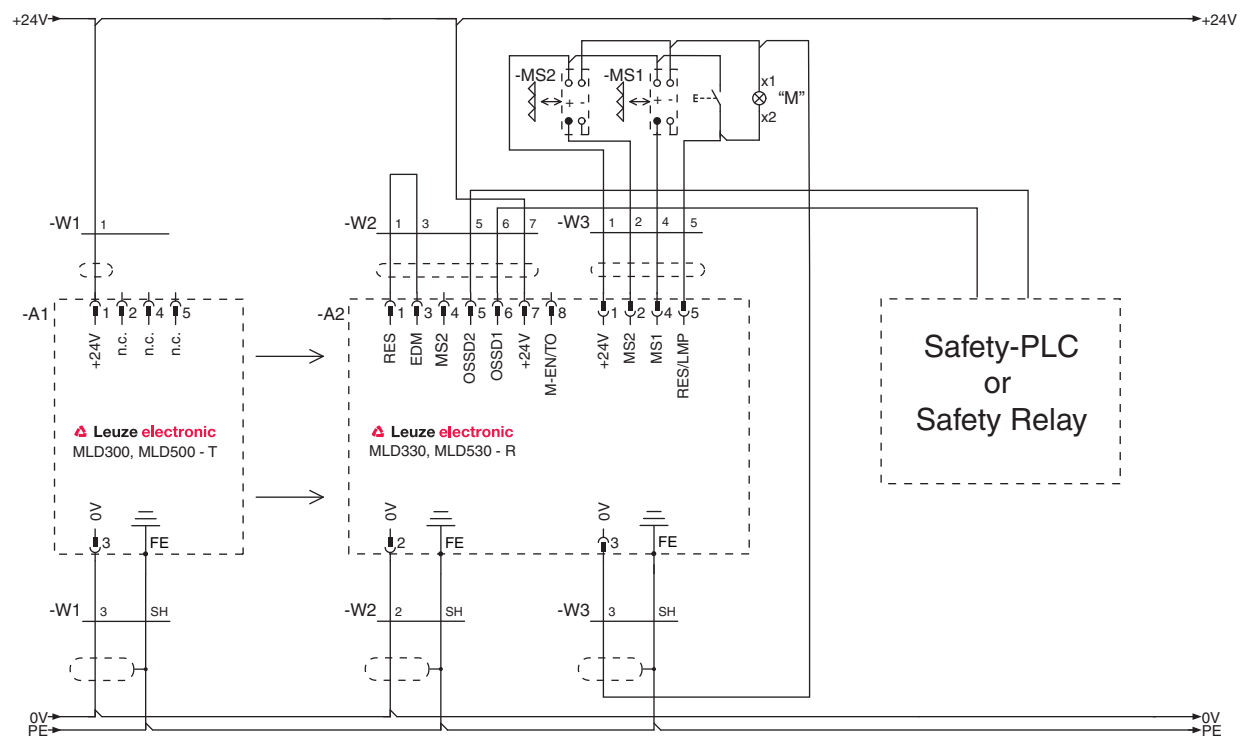 +24V +24V
-MS2 -MS1 x1 "M"
+ - + - E x2
-W1 1 -W2 1 3 5 6 7 -W3 1 2 4 5
-A1 1 2 4 5 -A2 1 3 4 5 6 7 8 1 2 4 5
+24V n.c. n.c. n.c. RES EDM MS2 OSSD2 OSSD1 +24V M-EN/TO +24V MS2 MS1 RES/LMP
Safety-PLC
or
Safety Relay
Leuze electronic
MLD300, MLD500 - T
Leuze electronic
MLD330, MLD530 - R
0V 0V 0V
3 FE 2 FE 3 FE
-W1 3 SH -W2 2 SH -W3 3 SH
0V 0V
PE PE